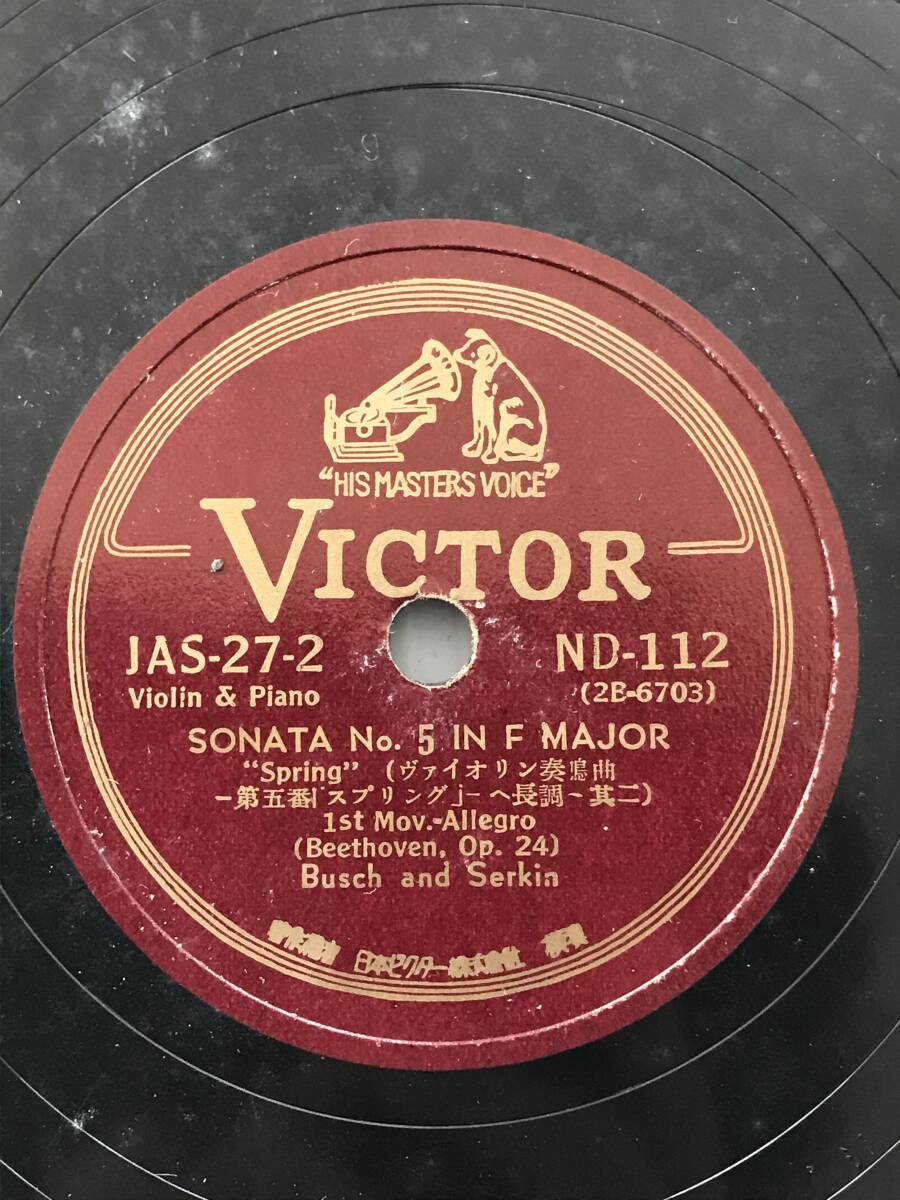 "HIS MASTERS VOICE"
VICTOR
JAS-27-2
ND-112
Violin & Piano
(2B-6703)
SONATA No. 5 IN F MAJOR
"Spring" (ヴァイオリン奏鳴曲
-第五番「スプリング」-ヘ長調-其二)
1st Mov.-Allegro
(Beethoven, Op. 24)
Busch and Serkin
日本ビクター株式會社